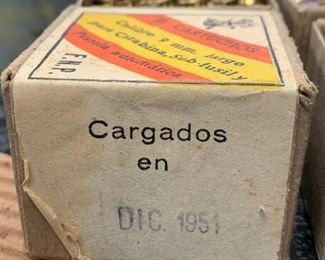 CARTUCHOS
Calibre 9 mm. largo
para Carabina, sub-fusil y
Pistola automática
F.N.P.
Cargados
en
DIC. 1951